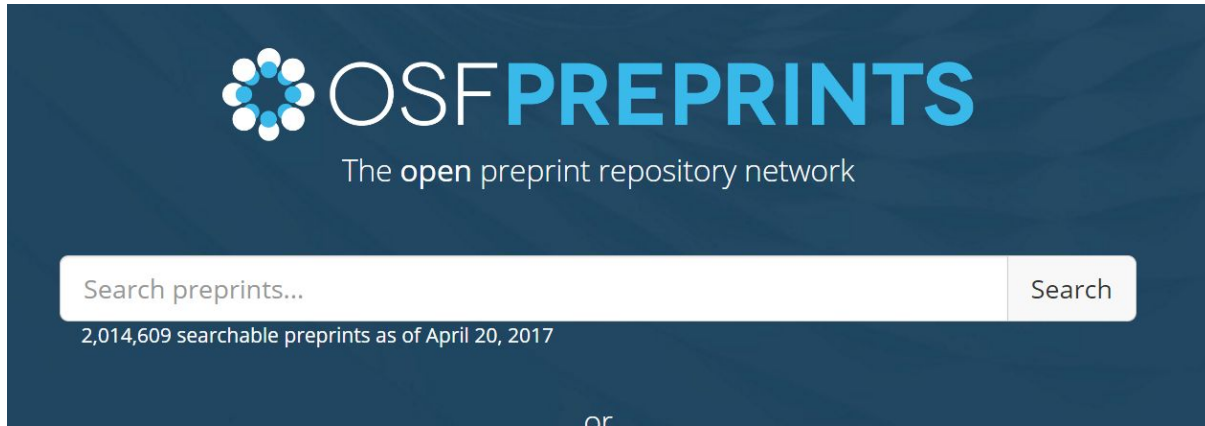 OSFPREPRINTS
The open preprint repository network
Search preprints...
Search
2,014,609 searchable preprints as of April 20, 2017
or